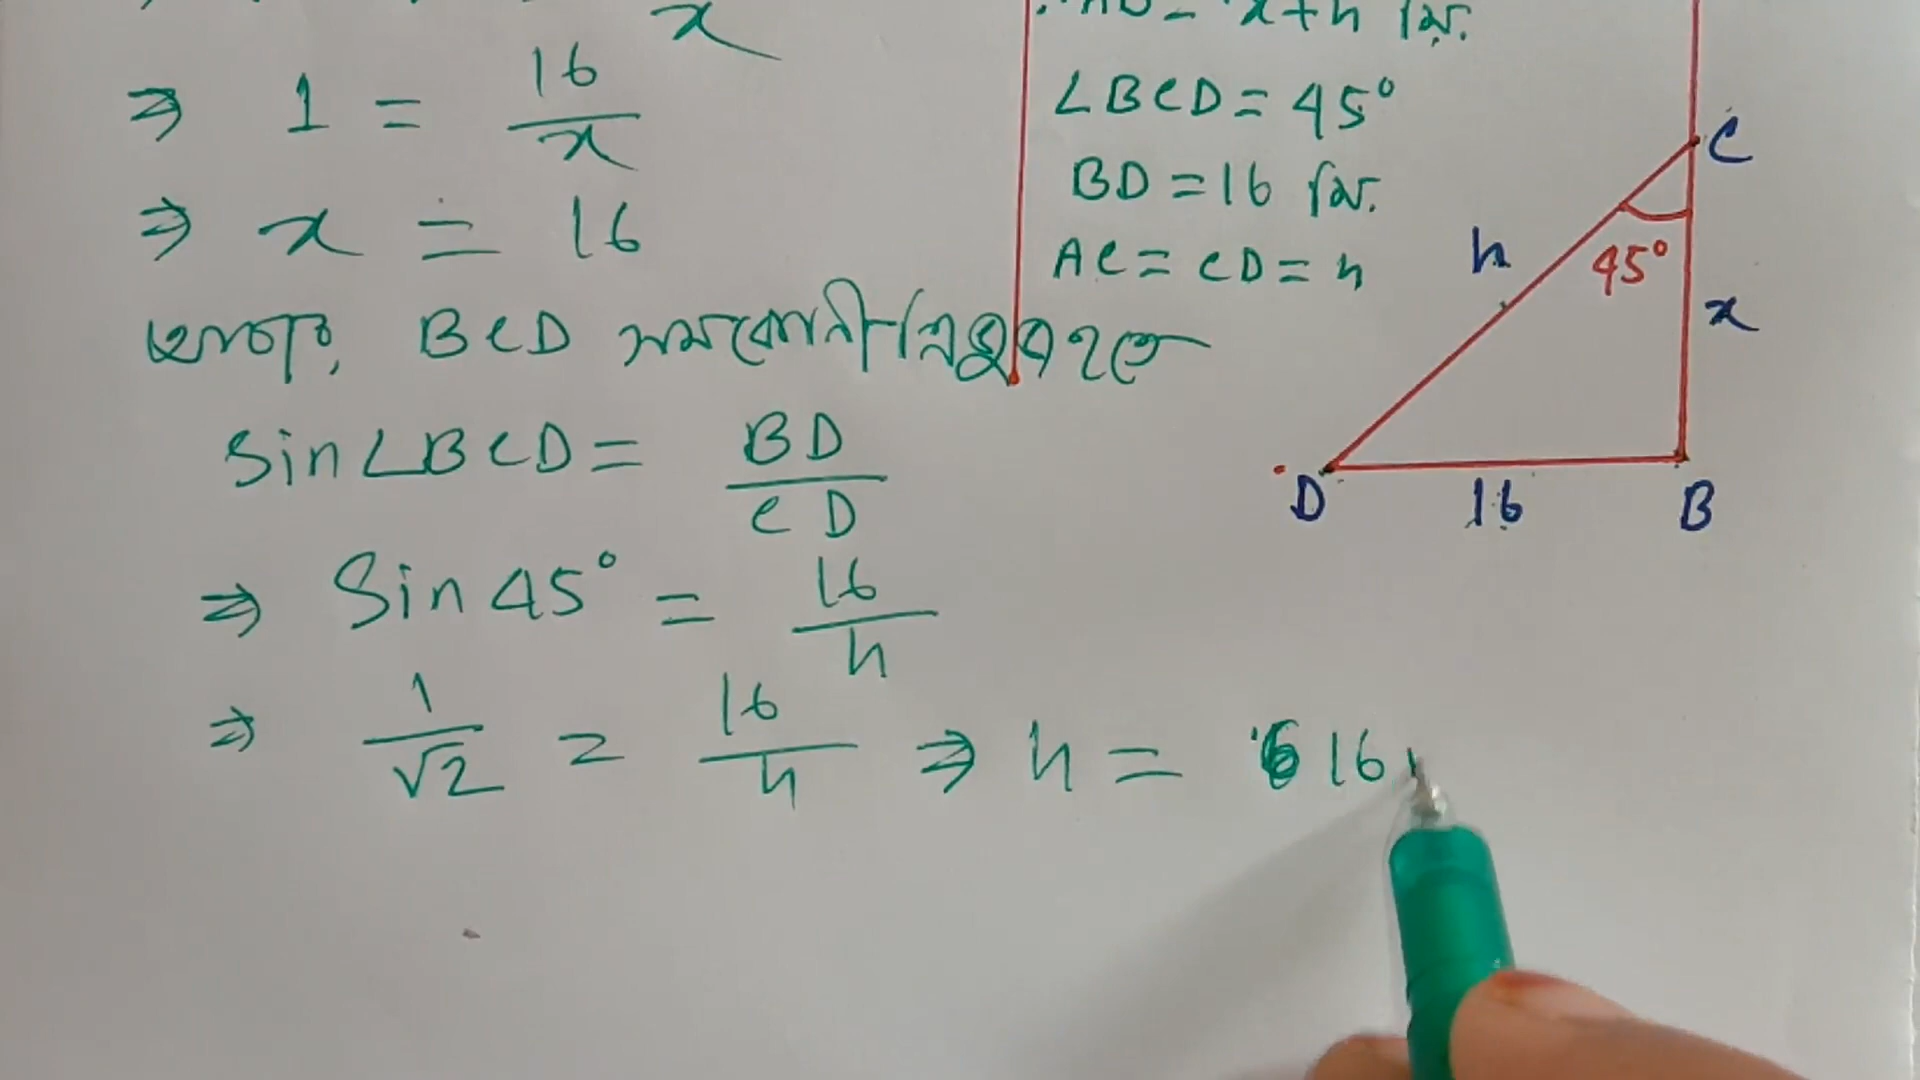 x
⇒ 1 = 16/x
⇒ x = 16
আবার, BCD সমকোণী ত্রিভুজ হতে
Sin∠BCD = BD/CD
⇒ Sin 45° = 16/h
⇒ 1/√2 = 16/h ⇒ h = 16
x+h মি.
∠BCD = 45°
BD = 16 মি.
AC = CD = h
C
h
45°
x
D
16
B